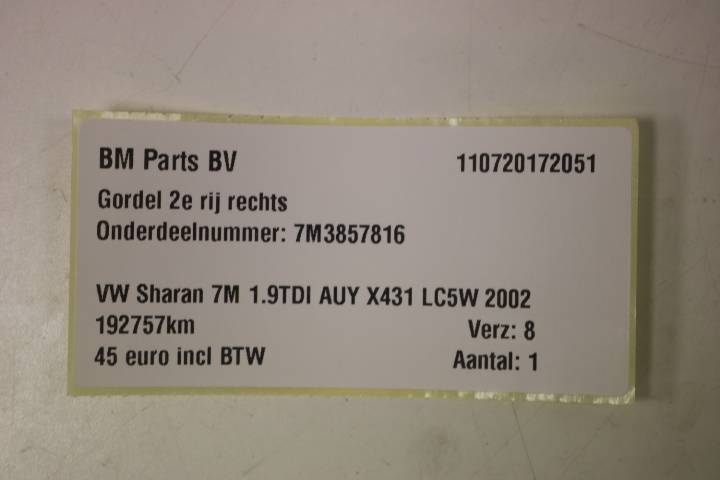 BM Parts BV 110720172051
Gordel 2e rij rechts
Onderdeelnummer: 7M3857816
VW Sharan 7M 1.9TDI AUY X431 LC5W 2002
192757km Verz: 8
45 euro incl BTW Aantal: 1